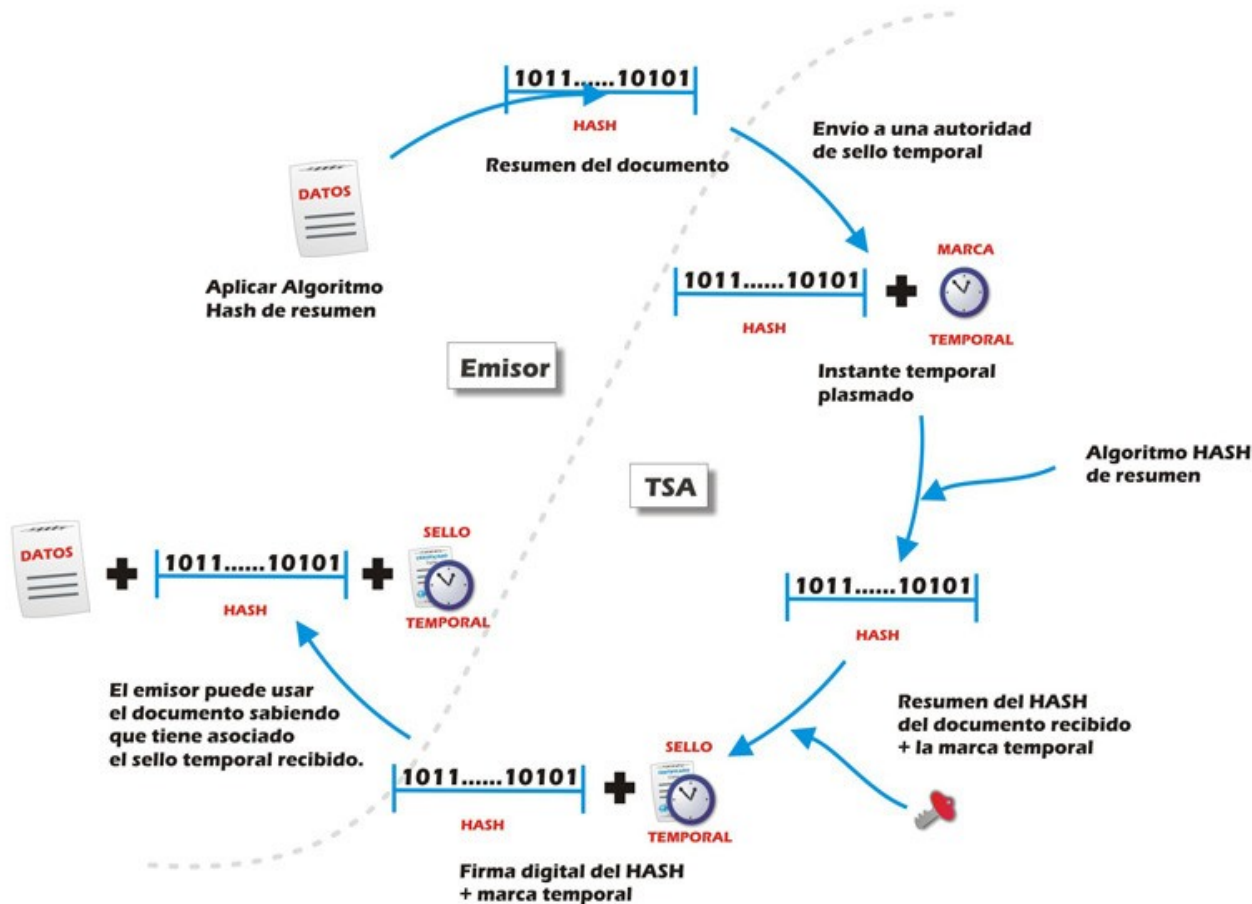 1011......10101
HASH
Resumen del documento
DATOS
Aplicar Algoritmo
Hash de resumen
Envío a una autoridad
de sello temporal
1011......10101
HASH
MARCA
TEMPORAL
Instante temporal
plasmado
Emisor
TSA
Algoritmo HASH
de resumen
1011......10101
HASH
Resumen del HASH
del documento recibido
+ la marca temporal
1011......10101
HASH
SELLO
TEMPORAL
Firma digital del HASH
+ marca temporal
DATOS
1011......10101
HASH
SELLO
TEMPORAL
El emisor puede usar
el documento sabiendo
que tiene asociado
el sello temporal recibido.